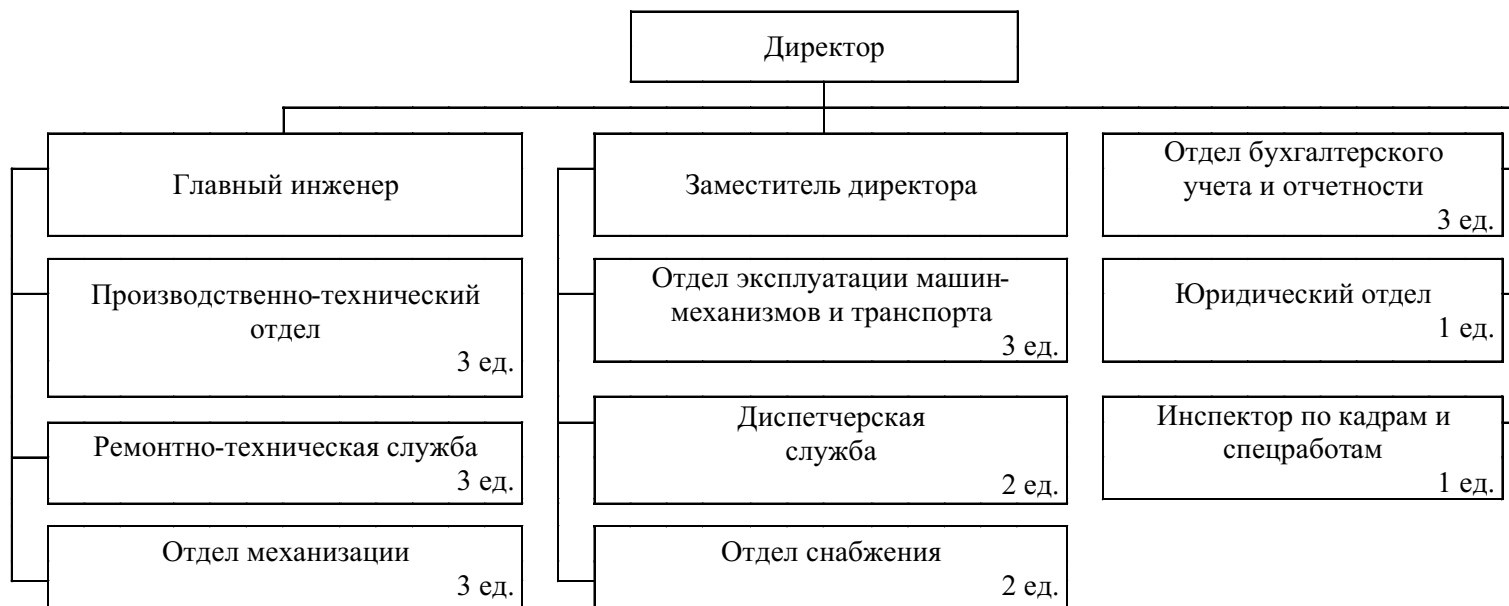 Директор
Главный инженер
Производственно-технический
отдел
3 ед.
Ремонтно-техническая служба
3 ед.
Отдел механизации
3 ед.
Заместитель директора
Отдел эксплуатации машин-
механизмов и транспорта
3 ед.
Диспетчерская
служба
2 ед.
Отдел снабжения
2 ед.
Отдел бухгалтерского
учета и отчетности
3 ед.
Юридический отдел
1 ед.
Инспектор по кадрам и
спецработам
1 ед.